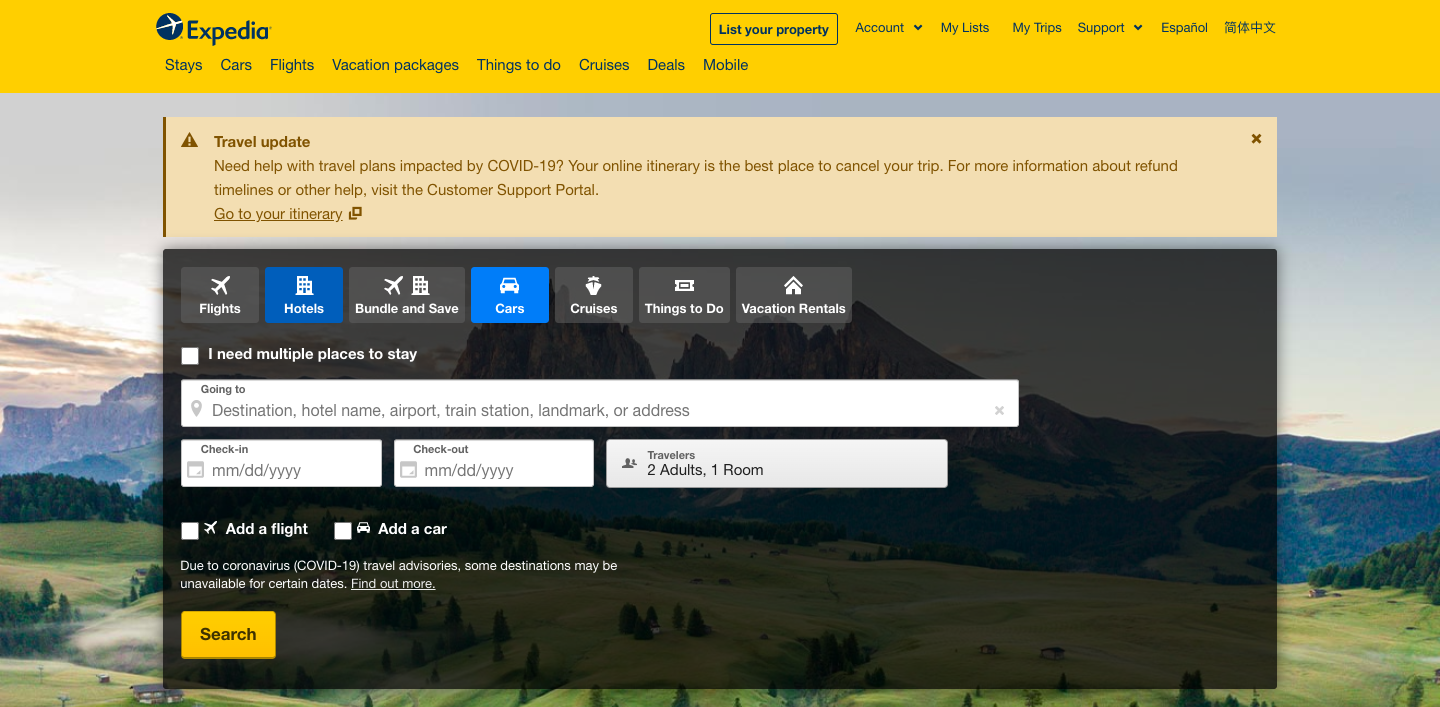 Expedia
List your property
Account
My Lists
My Trips
Support
Español
简体中文
Stays
Cars
Flights
Vacation packages
Things to do
Cruises
Deals
Mobile
Travel update
Need help with travel plans impacted by COVID-19? Your online itinerary is the best place to cancel your trip. For more information about refund
timelines or other help, visit the Customer Support Portal.
Go to your itinerary
Flights
Hotels
Bundle and Save
Cars
Cruises
Things to Do
Vacation Rentals
I need multiple places to stay
Going to
Destination, hotel name, airport, train station, landmark, or address
Check-in
mm/dd/yyyy
Check-out
mm/dd/yyyy
Travelers
2 Adults, 1 Room
Add a flight
Add a car
Due to coronavirus (COVID-19) travel advisories, some destinations may be
unavailable for certain dates. Find out more.
Search